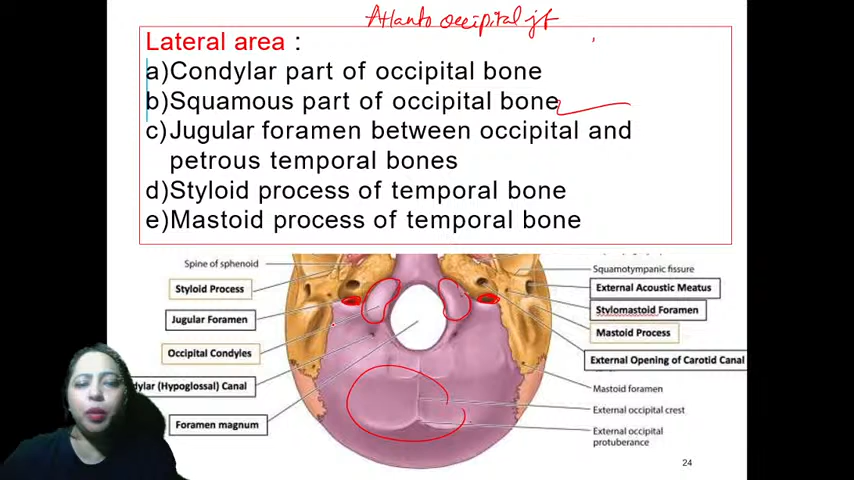 Atlanto occipital jt
Lateral area :
a)Condylar part of occipital bone
b)Squamous part of occipital bone
c)Jugular foramen between occipital and
petrous temporal bones
d)Styloid process of temporal bone
e)Mastoid process of temporal bone
Spine of sphenoid
Styloid Process
Jugular Foramen
Occipital Condyles
dylar (Hypoglossal) Canal
Foramen magnum
Squamotympanic fissure
External Acoustic Meatus
Stylomastoid Foramen
Mastoid Process
External Opening of Carotid Canal
Mastoid foramen
External occipital crest
External occipital
protuberance
24